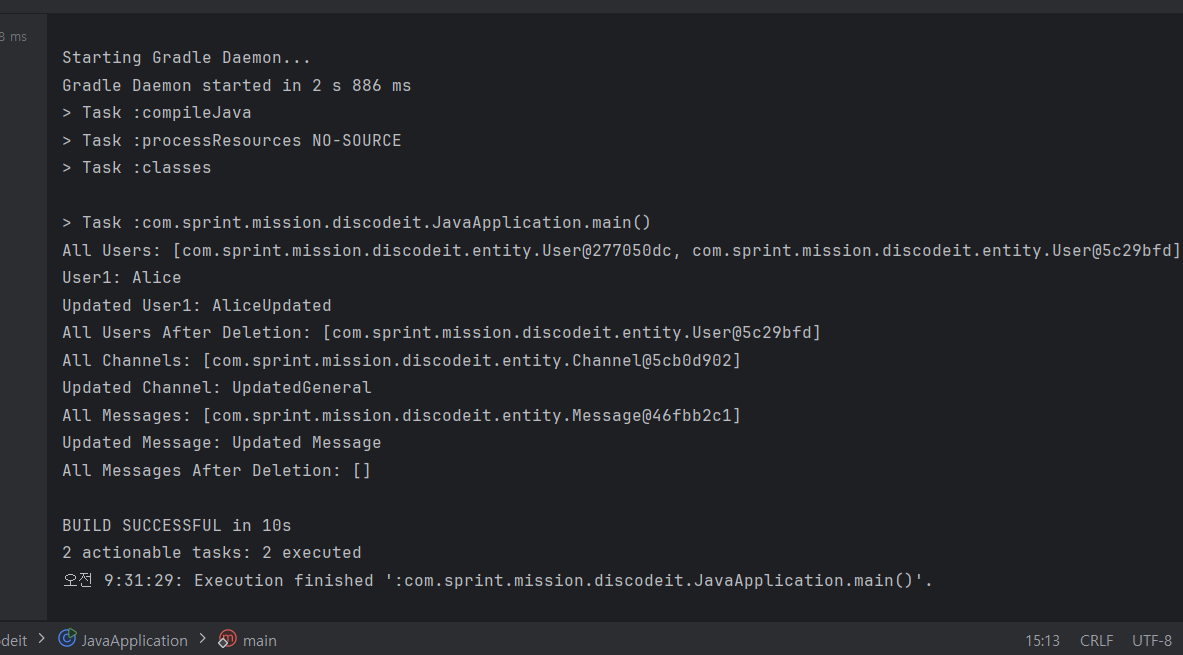 8 ms
Starting Gradle Daemon...
Gradle Daemon started in 2 s 886 ms
> Task :compileJava
> Task :processResources NO-SOURCE
> Task :classes
> Task :com.sprint.mission.discodeit.JavaApplication.main()
All Users: [com.sprint.mission.discodeit.entity.User@277050dc, com.sprint.mission.discodeit.entity.User@5c29bfd]
User1: Alice
Updated User1: AliceUpdated
All Users After Deletion: [com.sprint.mission.discodeit.entity.User@5c29bfd]
All Channels: [com.sprint.mission.discodeit.entity.Channel@5cb0d902]
Updated Channel: UpdatedGeneral
All Messages: [com.sprint.mission.discodeit.entity.Message@46fbb2c1]
Updated Message: Updated Message
All Messages After Deletion: []
BUILD SUCCESSFUL in 10s
2 actionable tasks: 2 executed
오전 9:31:29: Execution finished ':com.sprint.mission.discodeit.JavaApplication.main()'.
odeit > JavaApplication > main 15:13 CRLF UTF-8